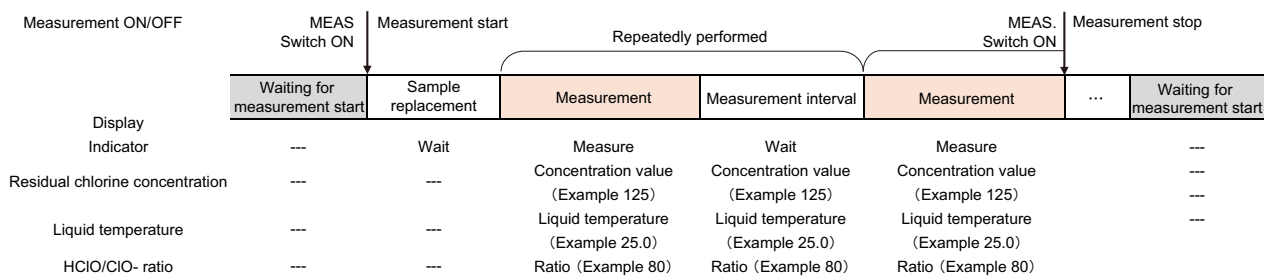 Measurement ON/OFF
MEAS
Switch ON
Measurement start
Repeatedly performed
MEAS.
Switch ON
Measurement stop
Waiting for
measurement start
Sample
replacement
Measurement
Measurement interval
Measurement
...
Waiting for
measurement start
Display
Indicator --- Wait Measure Wait Measure ---
Residual chlorine concentration --- --- Concentration value Concentration value Concentration value ---
(Example 125) (Example 125) (Example 125) ---
Liquid temperature --- --- Liquid temperature Liquid temperature Liquid temperature ---
(Example 25.0) (Example 25.0) (Example 25.0)
HClO/ClO- ratio --- --- Ratio (Example 80) Ratio (Example 80) Ratio (Example 80)